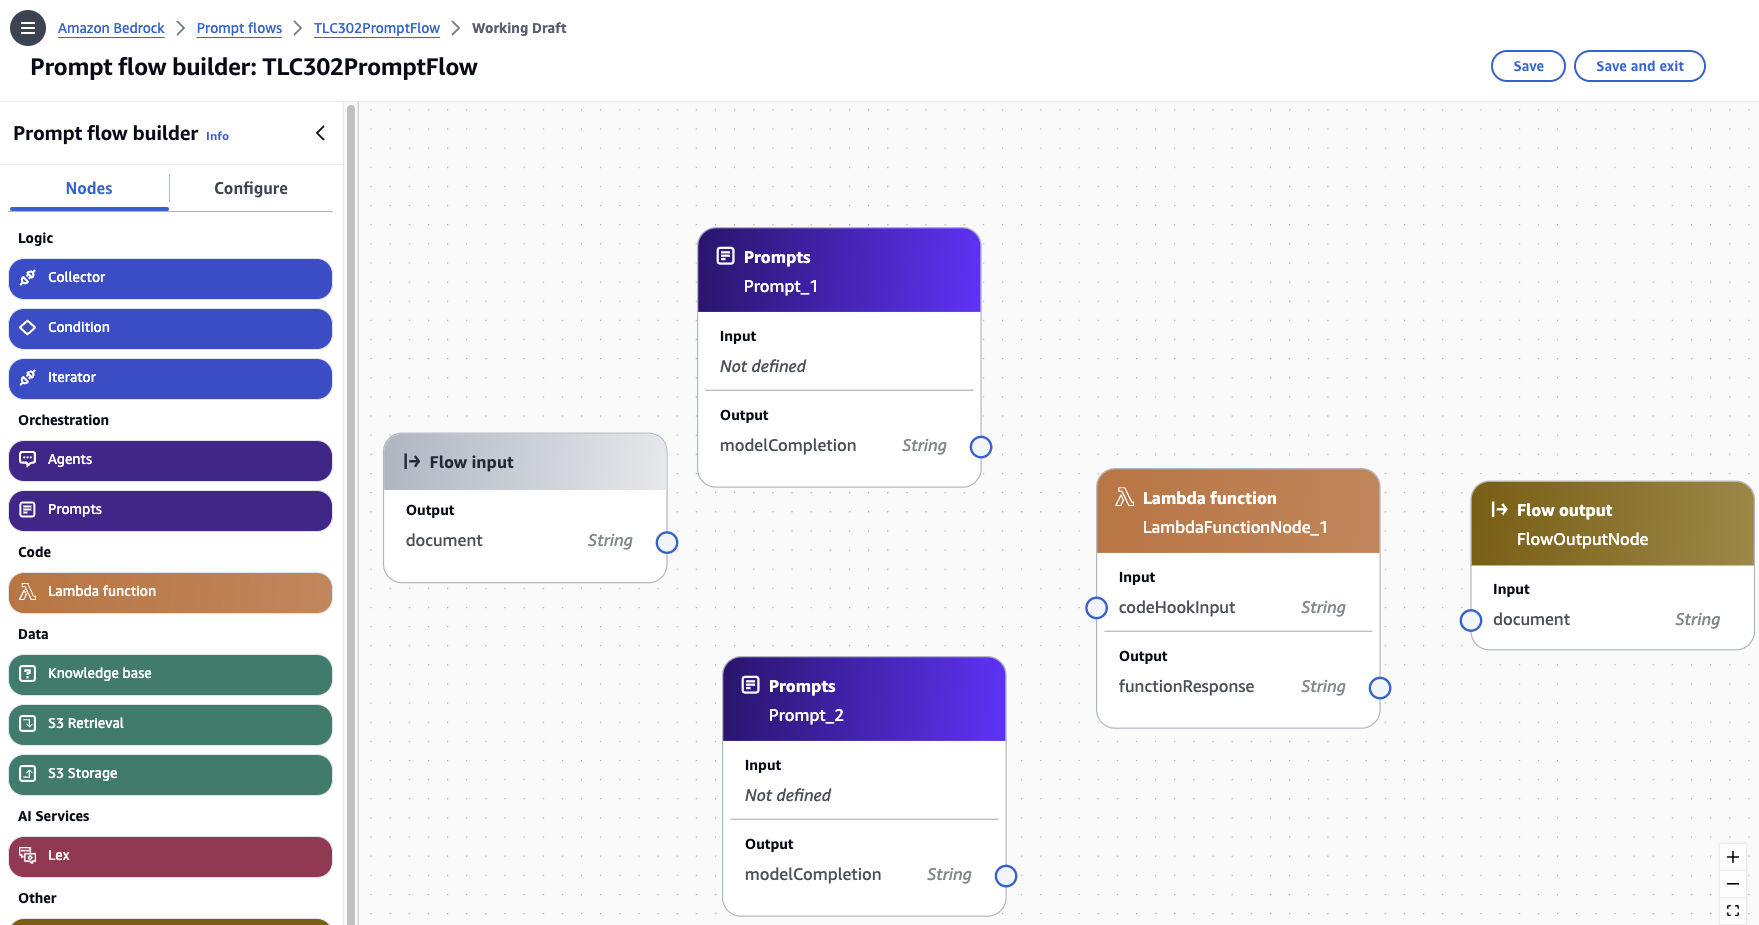 Amazon Bedrock > Prompt flows > TLC302PromptFlow > Working Draft
Prompt flow builder: TLC302PromptFlow
Save
Save and exit
Prompt flow builder Info
Nodes
Configure
Logic
Collector
Condition
Iterator
Orchestration
Agents
Prompts
Code
Lambda function
Data
Knowledge base
S3 Retrieval
S3 Storage
AI Services
Lex
Other
Flow input
Output
document String
Prompts
Prompt_1
Input
Not defined
Output
modelCompletion String
Prompts
Prompt_2
Input
Not defined
Output
modelCompletion String
Lambda function
LambdaFunctionNode_1
Input
codeHookInput String
Output
functionResponse String
Flow output
FlowOutputNode
Input
document String